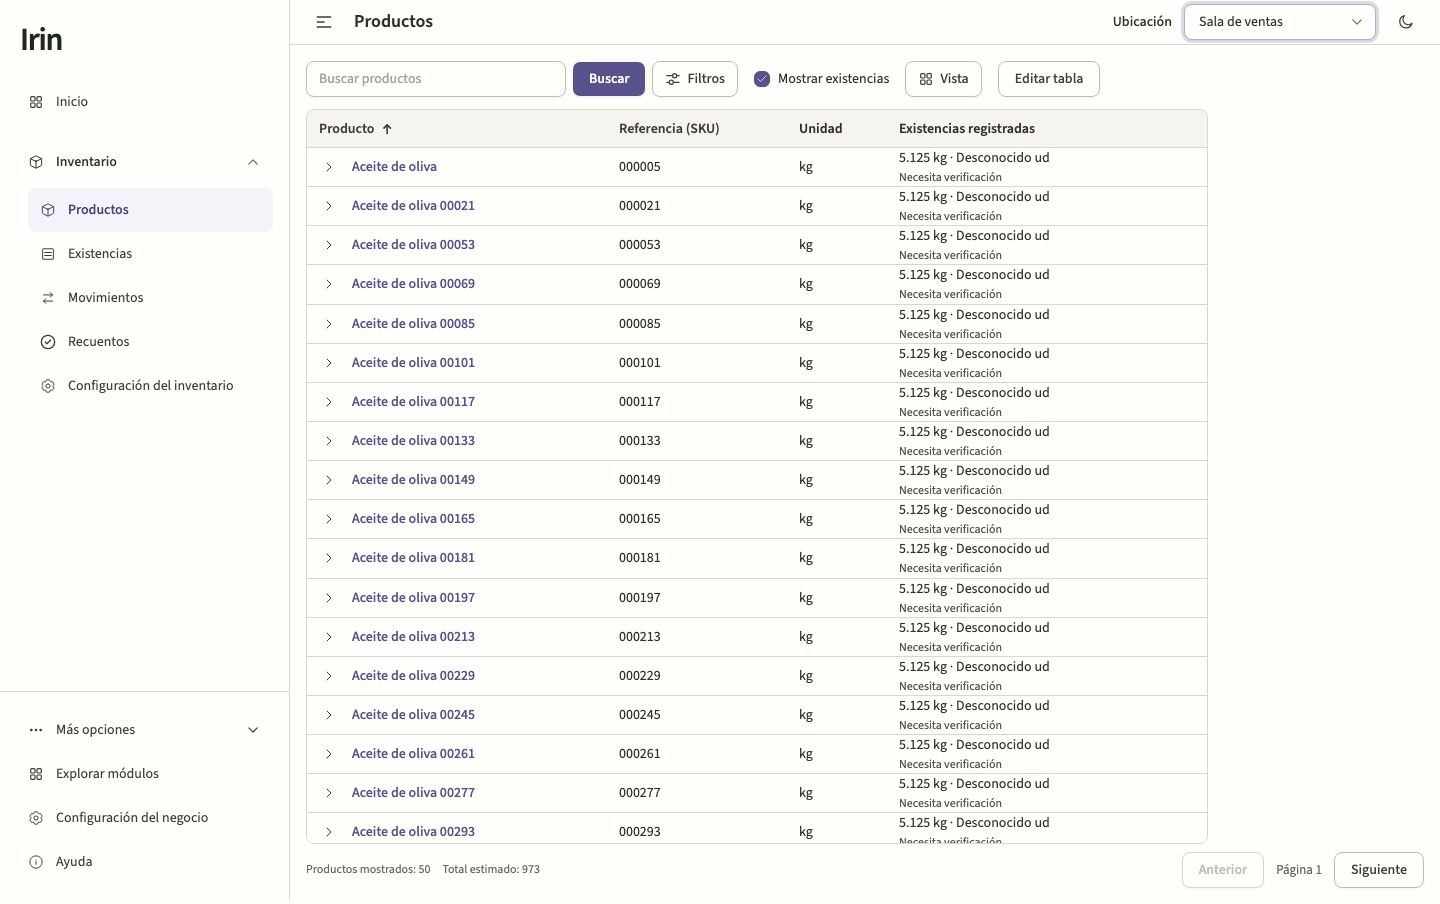 Irin
Inicio
Inventario
Productos
Existencias
Movimientos
Recuentos
Configuración del inventario
Más opciones
Explorar módulos
Configuración del negocio
Ayuda
Productos
Ubicación
Sala de ventas
Buscar productos
Buscar
Filtros
Mostrar existencias
Vista
Editar tabla
Producto Referencia (SKU) Unidad Existencias registradas
Aceite de oliva 000005 kg 5.125 kg · Desconocido ud
Necesita verificación
Aceite de oliva 00021 000021 kg 5.125 kg · Desconocido ud
Necesita verificación
Aceite de oliva 00053 000053 kg 5.125 kg · Desconocido ud
Necesita verificación
Aceite de oliva 00069 000069 kg 5.125 kg · Desconocido ud
Necesita verificación
Aceite de oliva 00085 000085 kg 5.125 kg · Desconocido ud
Necesita verificación
Aceite de oliva 00101 000101 kg 5.125 kg · Desconocido ud
Necesita verificación
Aceite de oliva 00117 000117 kg 5.125 kg · Desconocido ud
Necesita verificación
Aceite de oliva 00133 000133 kg 5.125 kg · Desconocido ud
Necesita verificación
Aceite de oliva 00149 000149 kg 5.125 kg · Desconocido ud
Necesita verificación
Aceite de oliva 00165 000165 kg 5.125 kg · Desconocido ud
Necesita verificación
Aceite de oliva 00181 000181 kg 5.125 kg · Desconocido ud
Necesita verificación
Aceite de oliva 00197 000197 kg 5.125 kg · Desconocido ud
Necesita verificación
Aceite de oliva 00213 000213 kg 5.125 kg · Desconocido ud
Necesita verificación
Aceite de oliva 00229 000229 kg 5.125 kg · Desconocido ud
Necesita verificación
Aceite de oliva 00245 000245 kg 5.125 kg · Desconocido ud
Necesita verificación
Aceite de oliva 00261 000261 kg 5.125 kg · Desconocido ud
Necesita verificación
Aceite de oliva 00277 000277 kg 5.125 kg · Desconocido ud
Necesita verificación
Aceite de oliva 00293 000293 kg 5.125 kg · Desconocido ud
Necesita verificación
Productos mostrados: 50 Total estimado: 973
Anterior
Página 1
Siguiente